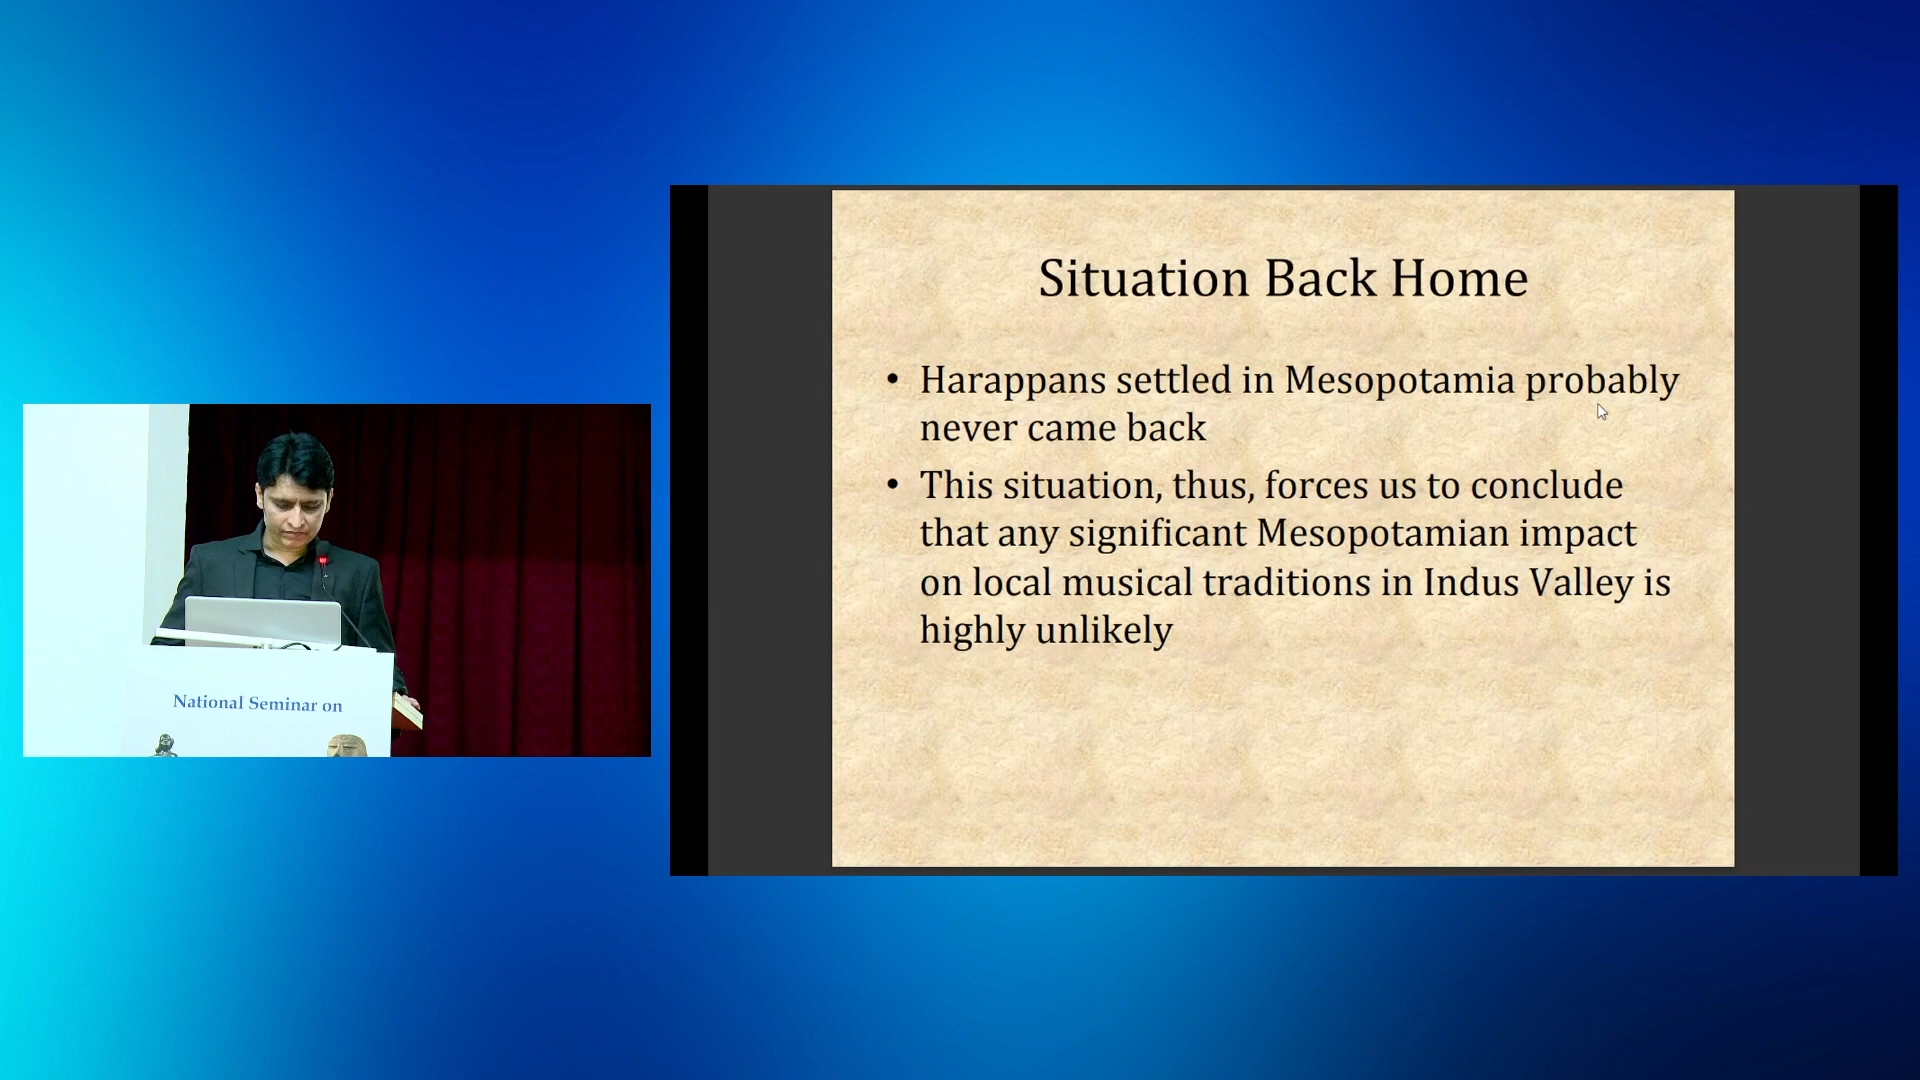 Situation Back Home
• Harappans settled in Mesopotamia probably
never came back
• This situation, thus, forces us to conclude
that any significant Mesopotamian impact
on local musical traditions in Indus Valley is
highly unlikely
National Seminar on